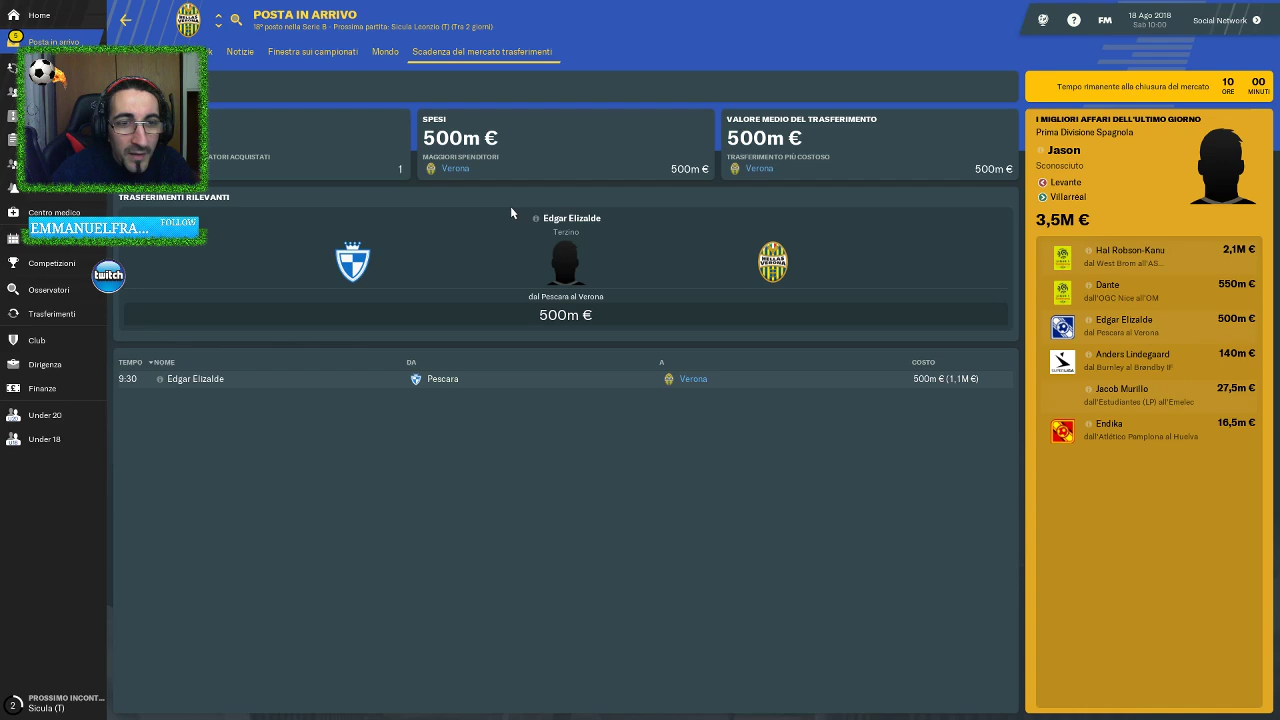 Home
POSTA IN ARRIVO
18° posto nella Serie B - Prossima partita: Sicula Leonzio (T) (Tra 2 giorni)
?
FM
18 Ago 2018
Sab 10:00
Social Network
5
Posta in arrivo
Notizie
Finestra sui campionati
Mondo
Scadenza del mercato trasferimenti
Tempo rimanente alla chiusura del mercato
10
ORE
00
MINUTI
ATORI ACQUISTATI
1
SPESI
500m €
MAGGIORI SPENDITORI
Verona
500m €
VALORE MEDIO DEL TRASFERIMENTO
500m €
TRASFERIMENTO PIÙ COSTOSO
Verona
500m €
I MIGLIORI AFFARI DELL'ULTIMO GIORNO
Prima Divisione Spagnola
Jason
Sconosciuto
Levante
Villarreal
3,5M €
Hal Robson-Kanu 2,1M €
dal West Brom all'AS...
Dante 550m €
dall'OGC Nice all'OM
Edgar Elizalde 500m €
dal Pescara al Verona
Anders Lindegaard 140m €
dal Burnley al Brøndby IF
Jacob Murillo 27,5m €
dall'Estudiantes (LP) all'Emelec
Endika 16,5m €
dall'Atlético Pamplona al Huelva
TRASFERIMENTI RILEVANTI
Edgar Elizalde
Terzino
HELLAS VERONA
dal Pescara al Verona
500m €
TEMPO NOME DA A COSTO
9:30 Edgar Elizalde Pescara Verona 500m € (1,1M €)
Centro medico
EMMANUELFRA... FOLLOW
Competizioni
twitch
Osservatori
Trasferimenti
Club
Dirigenza
Finanze
Under 20
Under 18
2
PROSSIMO INCONT...
Sicula (T)